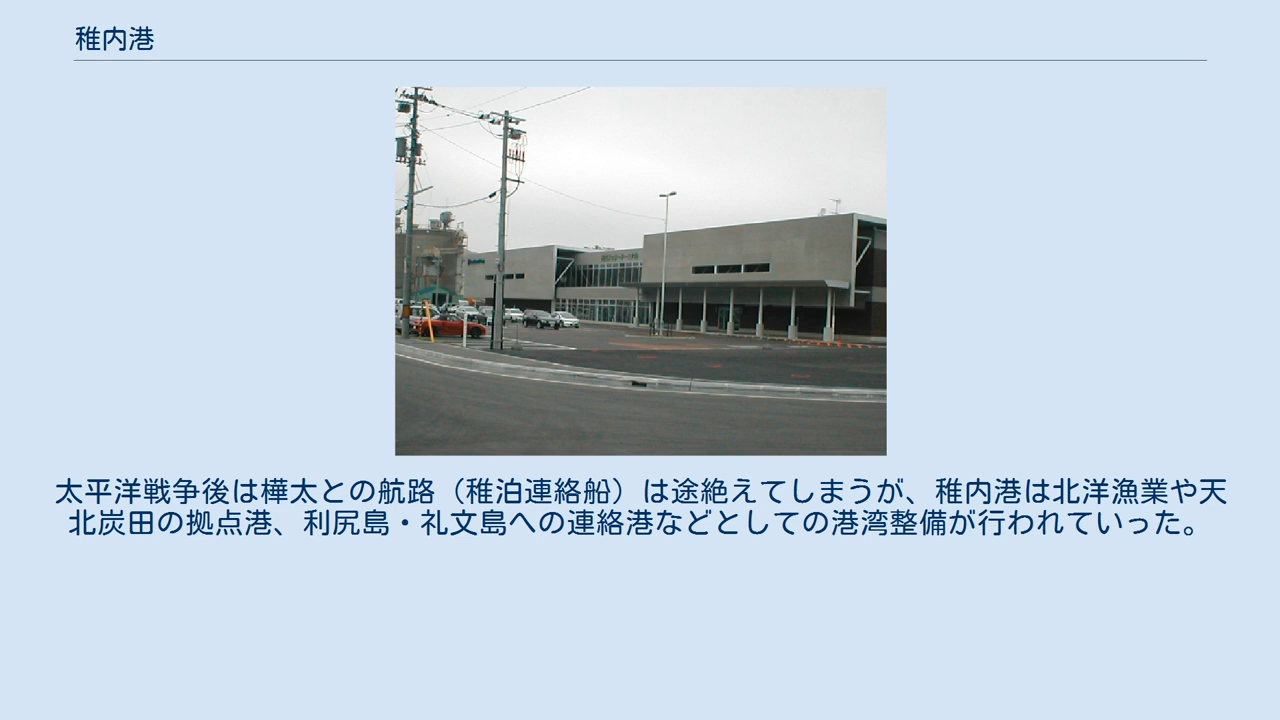 稚内港
太平洋戦争後は樺太との航路（稚泊連絡船）は途絶えてしまうが、稚内港は北洋漁業や天
北炭田の拠点港、利尻島・礼文島への連絡港などとしての港湾整備が行われていった。